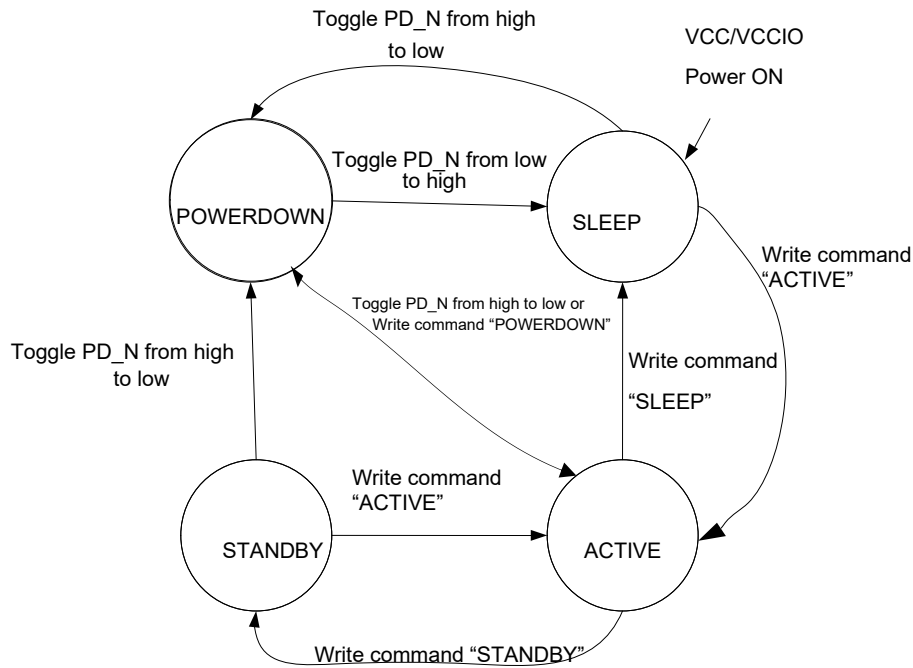 Toggle PD_N from high
to low
VCC/VCCIO
Power ON
Toggle PD_N from low
to high
POWERDOWN
SLEEP
Write command
“ACTIVE”
Toggle PD_N from high to low or
Write command “POWERDOWN”
Toggle PD_N from high
to low
Write command
“SLEEP”
Write command
“ACTIVE”
STANDBY
ACTIVE
Write command “STANDBY”